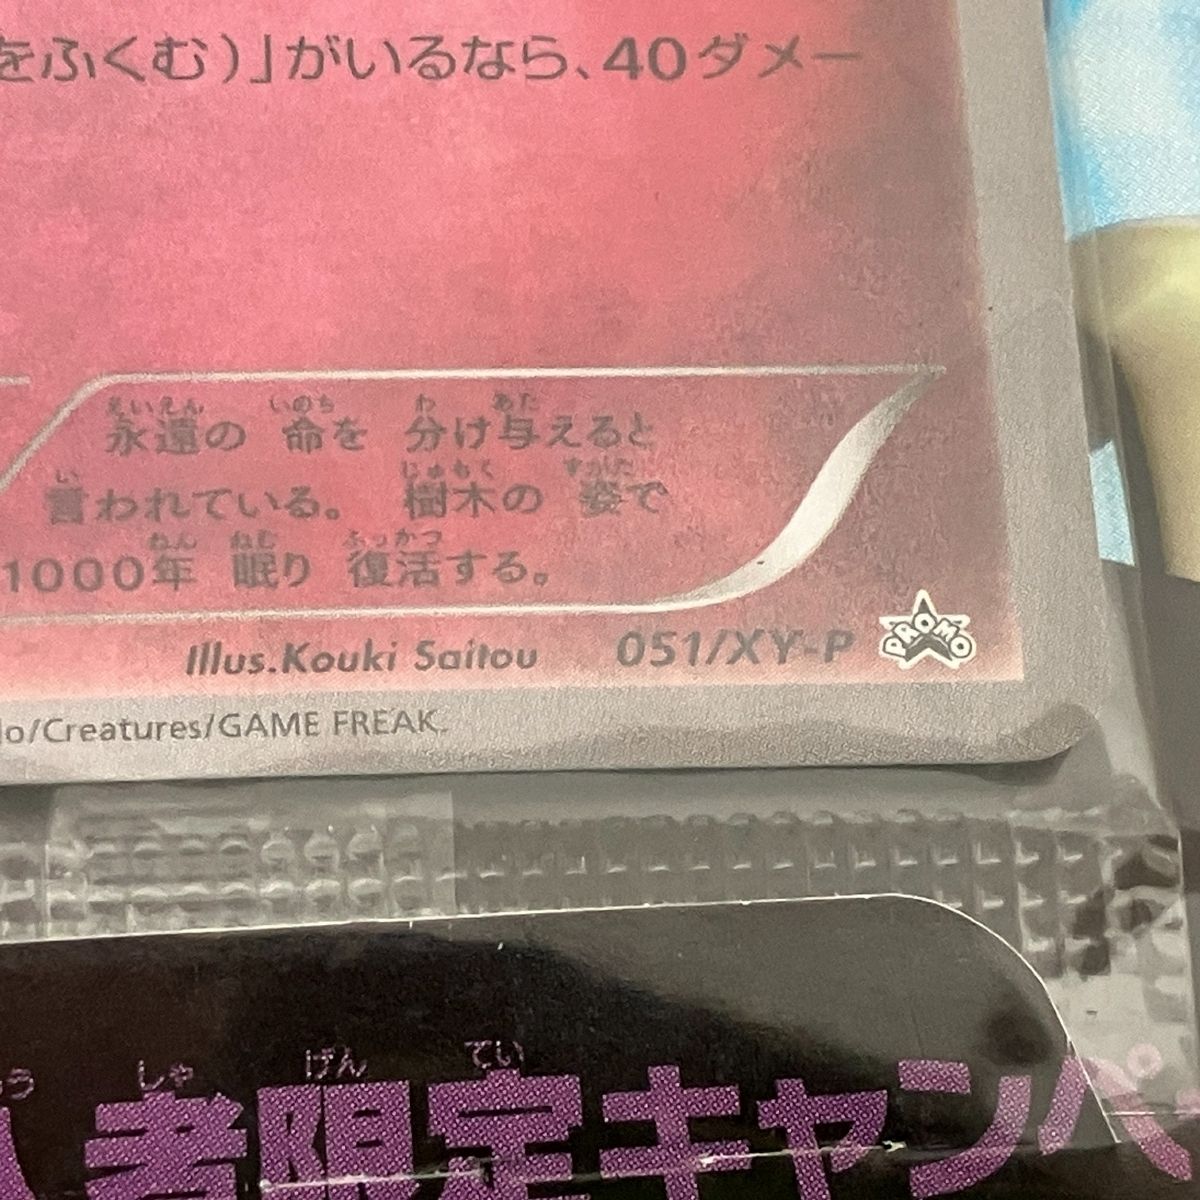 をふくむ)」がいるなら、40ダメー
えいえん いのち わ あた
永遠の 命を 分け与えると
い じゅもく すがた
言われている。 樹木の 姿で
ねん ねむ ふっかつ
1000年 眠り 復活する。
Illus.Kouki Saitou 051/XY-P PROMO
do/Creatures/GAME FREAK.
う しゃ げん てい
者限定キャンペ